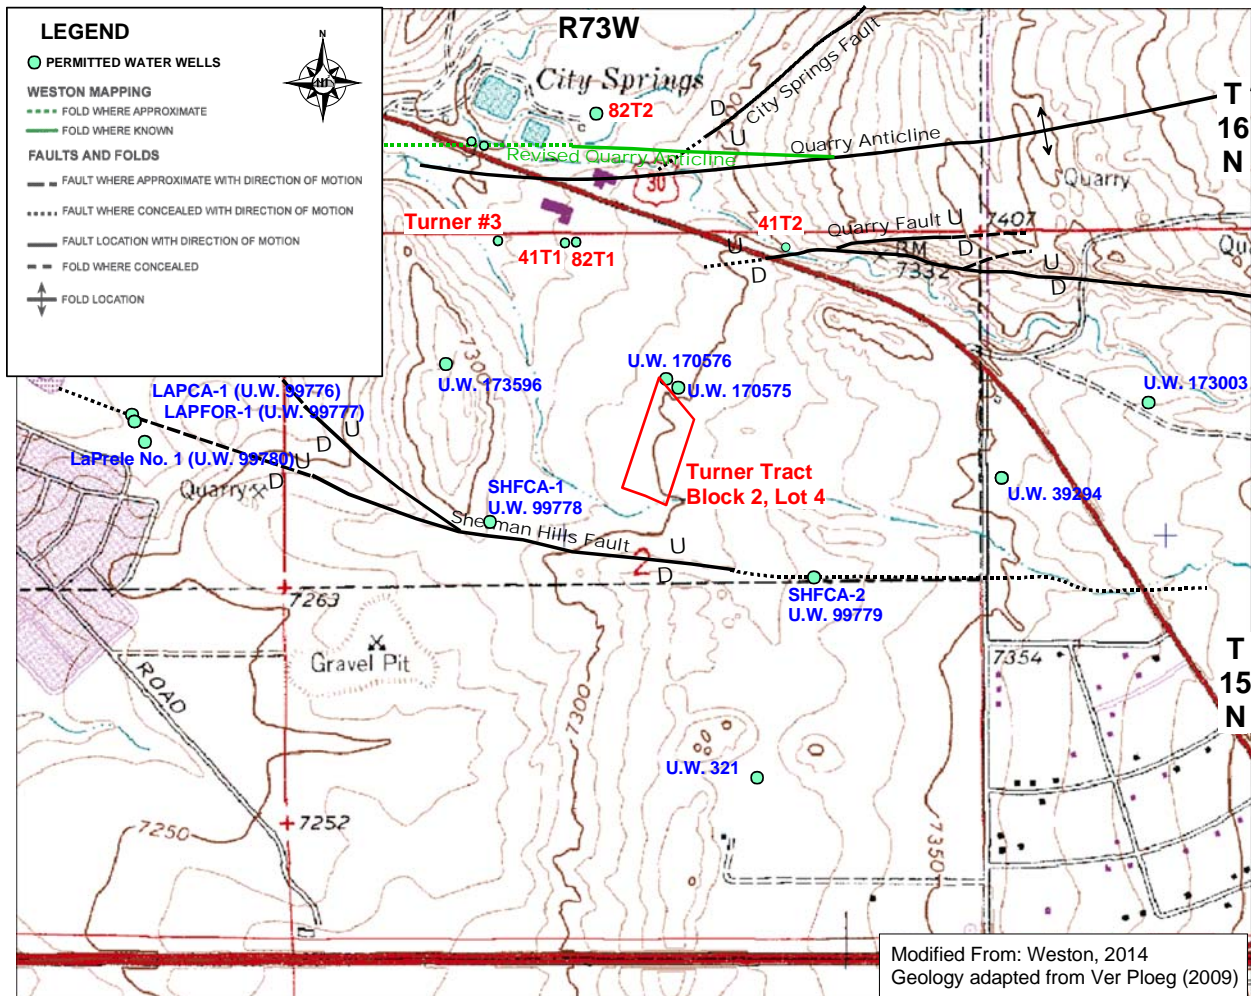 LEGEND
N
PERMITTED WATER WELLS
WESTON MAPPING
FOLD WHERE APPROXIMATE
FOLD WHERE KNOWN
FAULTS AND FOLDS
FAULT WHERE APPROXIMATE WITH DIRECTION OF MOTION
FAULT WHERE CONCEALED WITH DIRECTION OF MOTION
FAULT LOCATION WITH DIRECTION OF MOTION
FOLD WHERE CONCEALED
FOLD LOCATION
R73W
City Springs
82T2
D
U
City Springs Fault
Quarry Anticline
Revised Quarry Anticline
30
T
16
N
Quarry
Turner #3
41T1
82T1
41T2
Quarry Fault
U
D
7407
BM
7332
U
D
U
D
Qu
7300
U.W. 173596
U.W. 170576
U.W. 170575
U.W. 173003
LAPCA-1 (U.W. 99776)
LAPFOR-1 (U.W. 99777)
LaPrele No. 1 (U.W. 99780)
U
D
U
D
Quarry
SHFCA-1
U.W. 99778
Turner Tract
Block 2, Lot 4
U.W. 39294
Sherman Hills Fault
U
D
2
7263
SHFCA-2
U.W. 99779
Gravel Pit
ROAD
7300
7354
T
15
N
U.W. 321
7250
7252
7350
Modified From: Weston, 2014
Geology adapted from Ver Ploeg (2009)